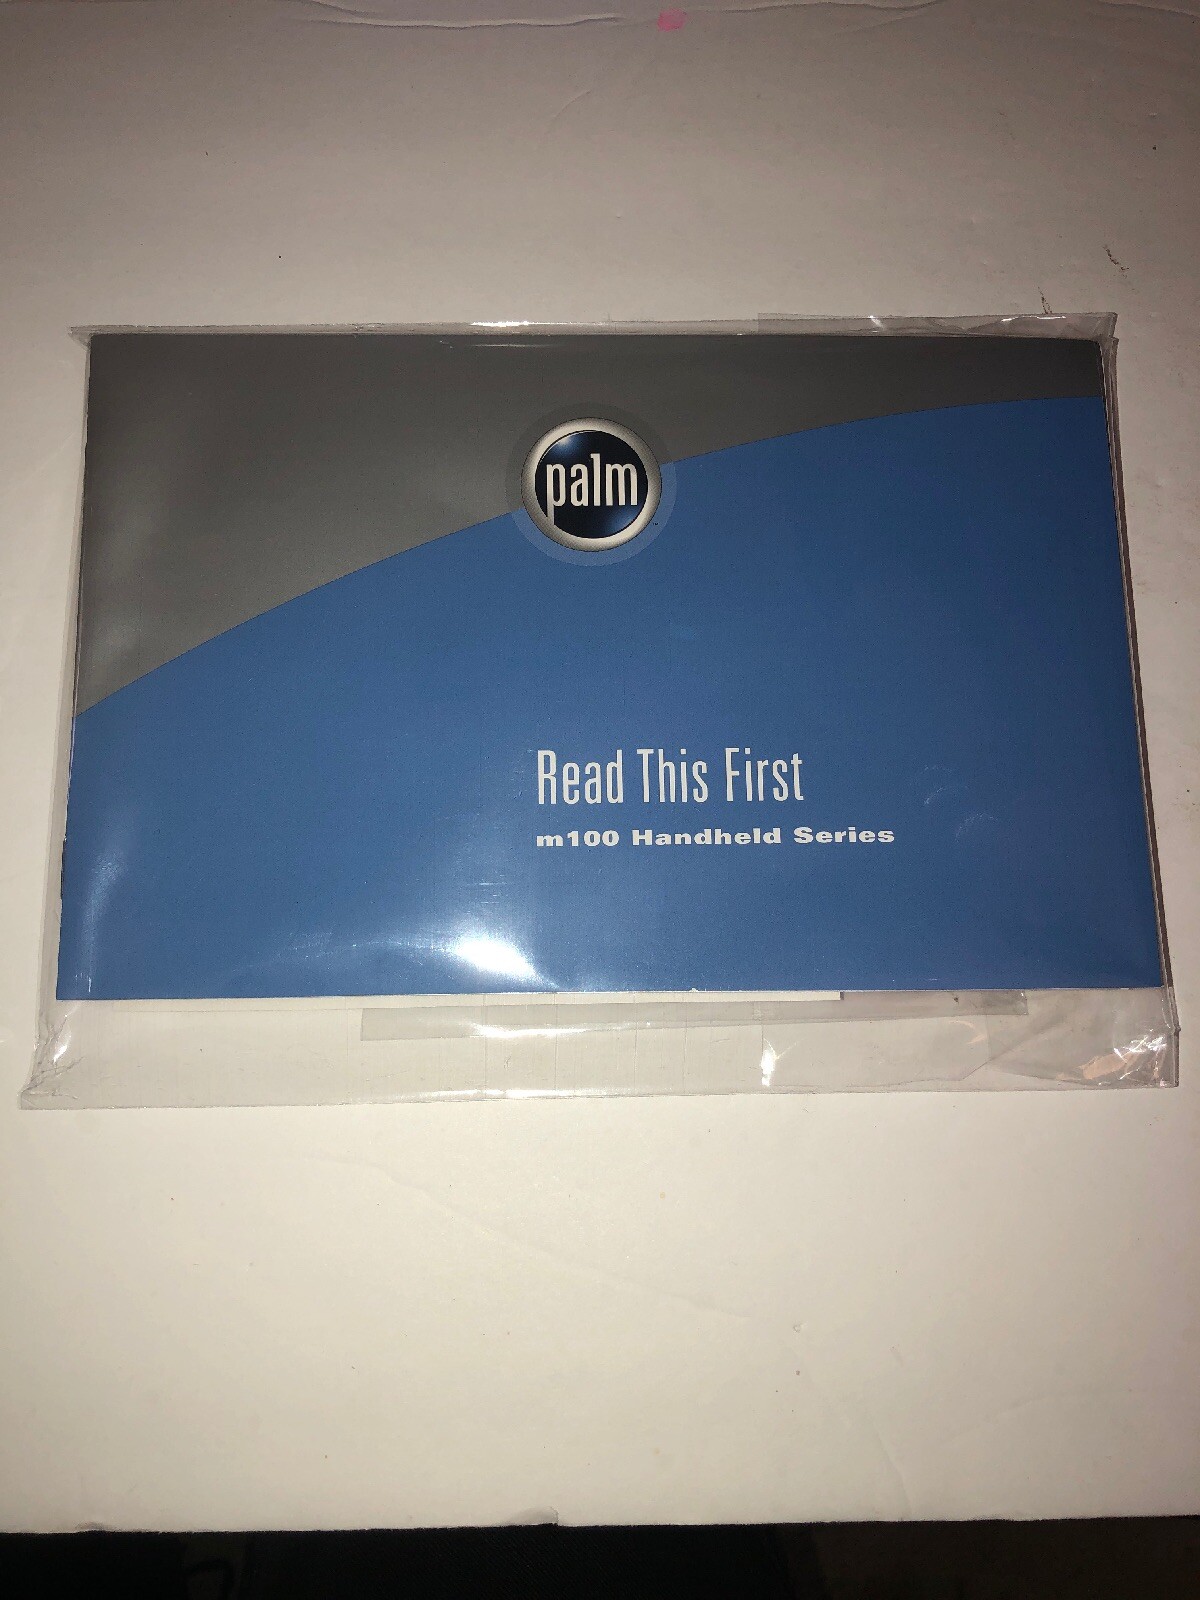 palm
Read This First
m100 Handheld Series